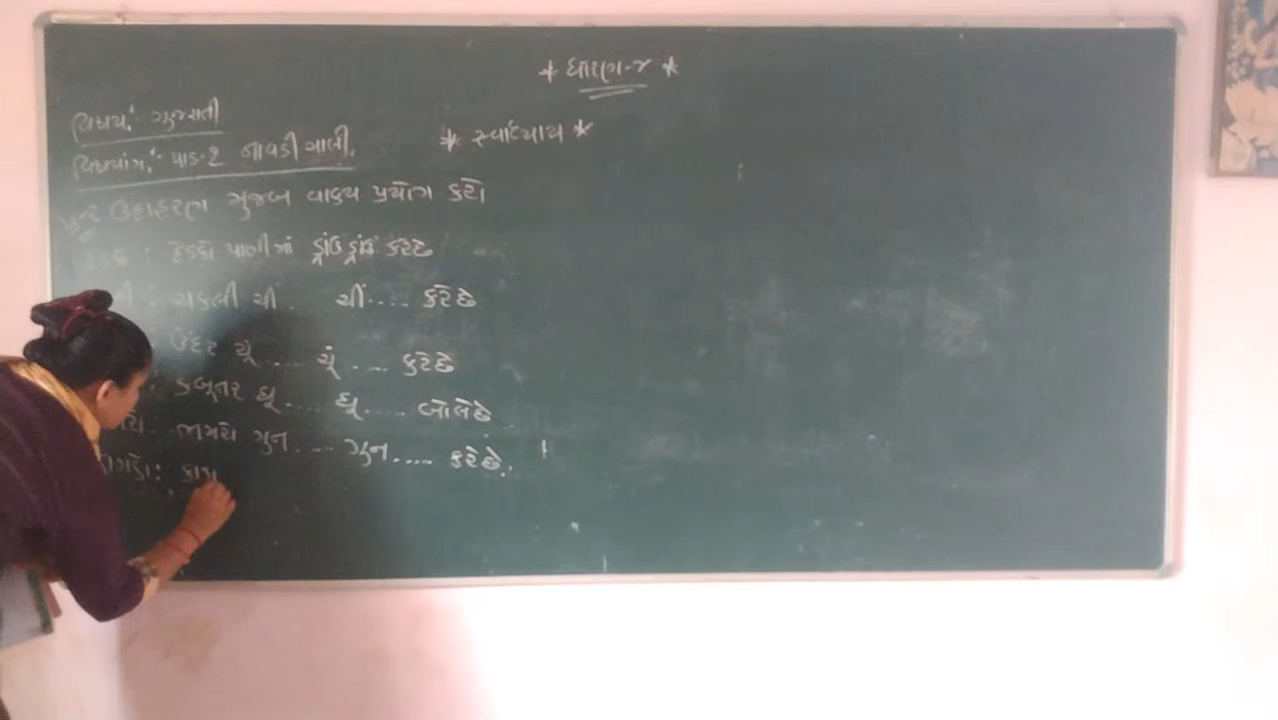 * ધોરણ-૪ *
વિષય:- ગુજરાતી
વિષયાંગ:- પાઠ-૨ નાવડી ચાલી. * સ્વાધ્યાય *
ઉદાહરણ મુજબ વાક્ય પ્રયોગ કરો
દેડકો પાણીમાં ડ્રાંઉ ડ્રાંઉ કરેછે
ચકલી ચીં... ચીં.... કરેછે
ઉંદર ચૂં.... ચૂં.... કરેછે
કબૂતર ઘૂ.... ઘૂ.... બોલેછે
ભમરો ગુન.... ગુન.... કરેછે.